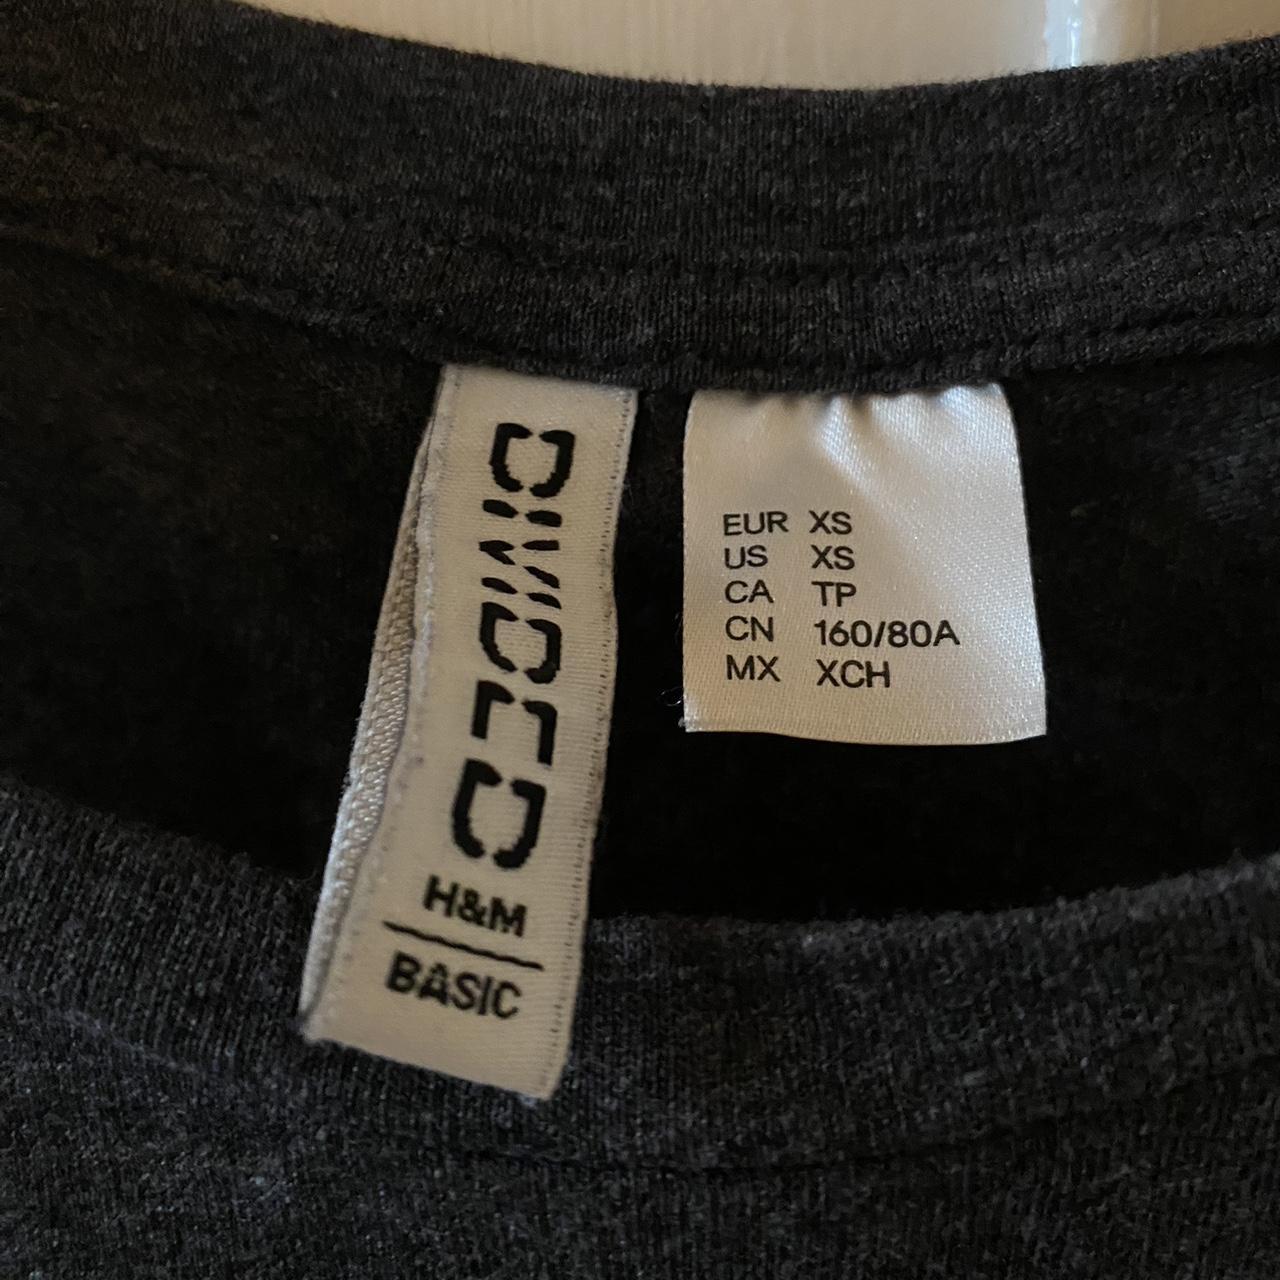 DIVIDED
H&M
BASIC
EUR XS
US XS
CA TP
CN 160/80A
MX XCH